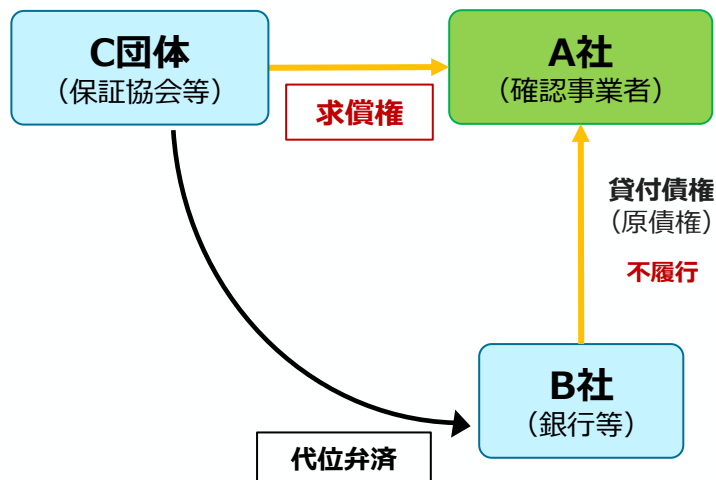 C団体
（保証協会等）
A社
（確認事業者）
求償権
貸付債権
（原債権）
不履行
B社
（銀行等）
代位弁済